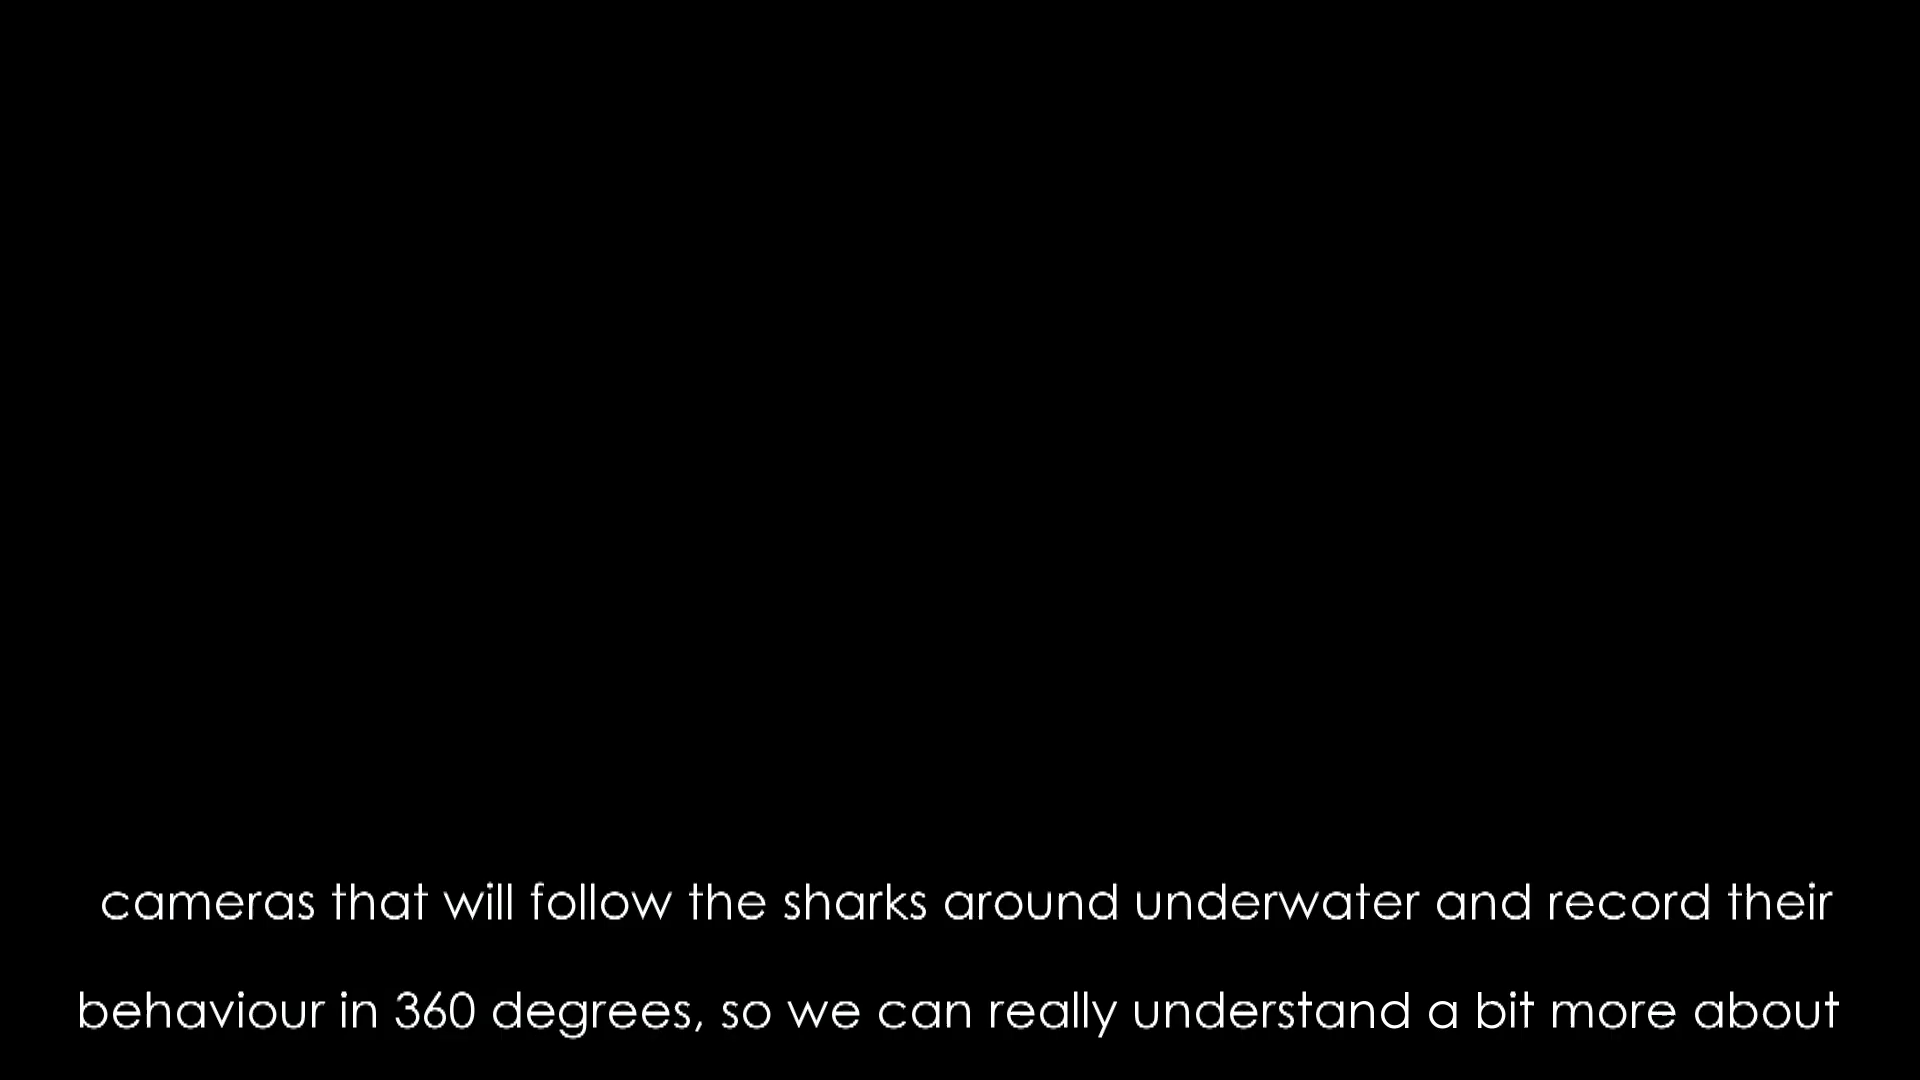 cameras that will follow the sharks around underwater and record their
behaviour in 360 degrees, so we can really understand a bit more about